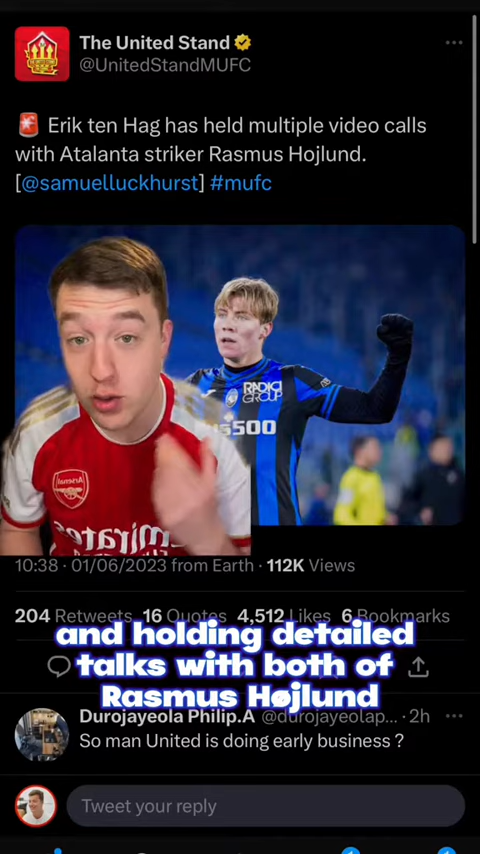 The United Stand
@UnitedStandMUFC
🚨 Erik ten Hag has held multiple video calls
with Atalanta striker Rasmus Hojlund.
[@samuelluckhurst] #mufc
RADICI
GROUP
500
Arsenal
Emirates
10:38 · 01/06/2023 from Earth · 112K Views
204 Retweets 16 Quotes 4,512 Likes 6 Bookmarks
and holding detailed
talks with both of
Rasmus Højlund
Durojayeola Philip.A @durojayeolap... · 2h
So man United is doing early business ?
Tweet your reply